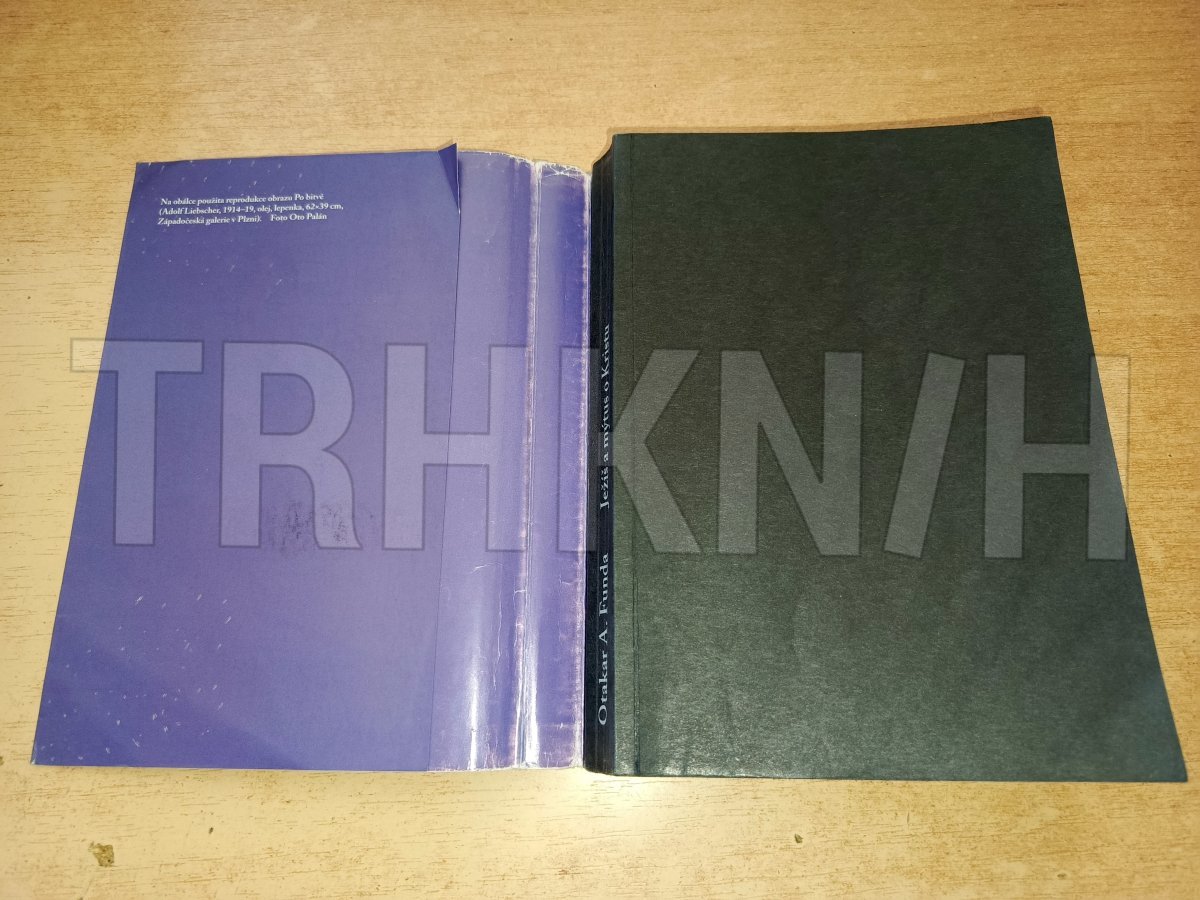 Na obálce použita reprodukce obrazu Po bitvě
(Adolf Liebscher, 1914–19, olej, lepenka, 62×39 cm,
Západočeská galerie v Plzni). Foto Oto Palán
TRHKN/H
Otakar A. Funda Ježíš a mýtus o Kristu